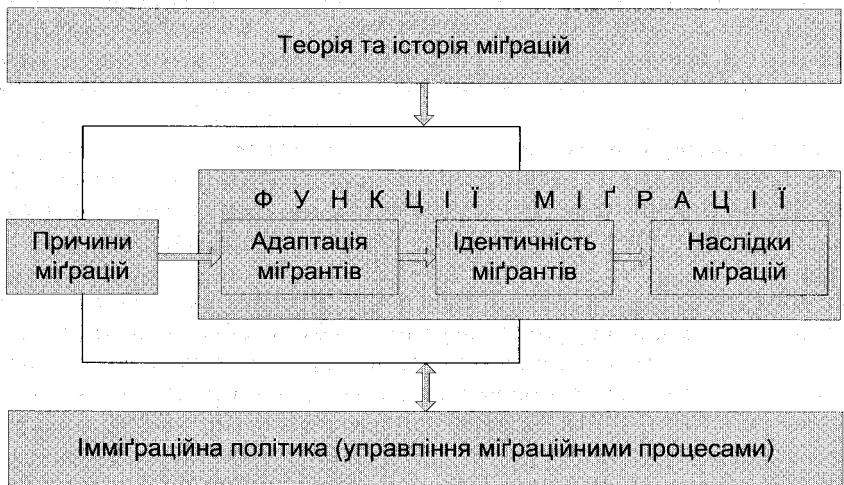 Теорія та історія міґрацій
Ф У Н К Ц І Ї М І Ґ Р А Ц І Ї
Причини
міґрацій
Адаптація
міґрантів
Ідентичність
міґрантів
Наслідки
міґрацій
Імміґраційна політика (управління міґраційними процесами)